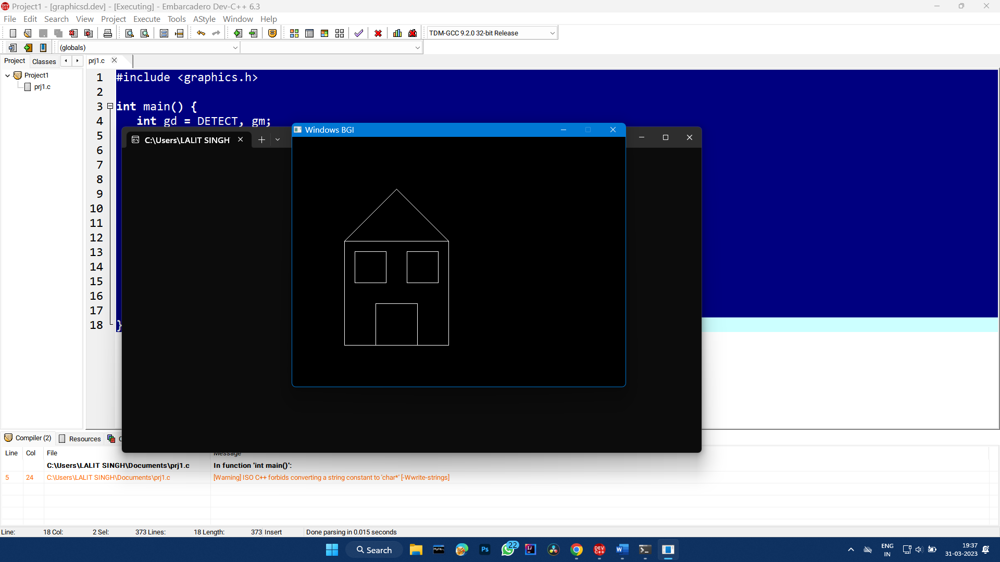 Project1 - [graphicsd.dev] - [Executing] - Embarcadero Dev-C++ 6.3
File Edit Search View Project Execute Tools AStyle Window Help
TDM-GCC 9.2.0 32-bit Release
(globals)
Project Classes prj1.c
Project1
prj1.c
1 #include <graphics.h>
2
3 int main() {
4 int gd = DETECT, gm;
5
6
7
8
9
10
11
12
13
14
15
16
17
18 }
C:\Users\LALIT SINGH
Windows BGI
Compiler (2) Resources
Line Col File Message
C:\Users\LALIT SINGH\Documents\prj1.c In function 'int main()':
5 24 C:\Users\LALIT SINGH\Documents\prj1.c [Warning] ISO C++ forbids converting a string constant to 'char*' [-Wwrite-strings]
Line: 18 Col: 2 Sel: 373 Lines: 18 Length: 373 Insert Done parsing in 0.015 seconds
Search
MySQL
Ps
22
IJ
DEV C++
W
ENG
IN
19:37
31-03-2023